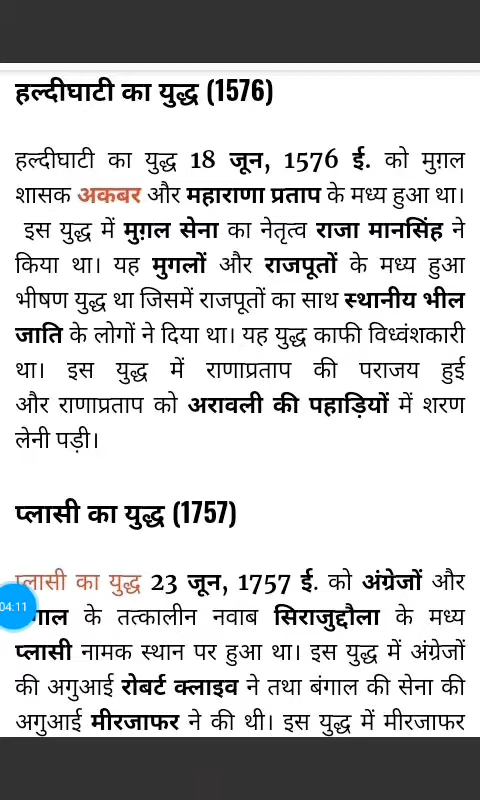 हल्दीघाटी का युद्ध (1576)
हल्दीघाटी का युद्ध 18 जून, 1576 ई. को मुग़ल
शासक अकबर और महाराणा प्रताप के मध्य हुआ था।
इस युद्ध में मुग़ल सेना का नेतृत्व राजा मानसिंह ने
किया था। यह मुगलों और राजपूतों के मध्य हुआ
भीषण युद्ध था जिसमें राजपूतों का साथ स्थानीय भील
जाति के लोगों ने दिया था। यह युद्ध काफी विध्वंशकारी
था। इस युद्ध में राणाप्रताप की पराजय हुई
और राणाप्रताप को अरावली की पहाड़ियों में शरण
लेनी पड़ी।
प्लासी का युद्ध (1757)
प्लासी का युद्ध 23 जून, 1757 ई. को अंग्रेजों और
04:11
के तत्कालीन नवाब सिराजुद्दौला के मध्य
प्लासी नामक स्थान पर हुआ था। इस युद्ध में अंग्रेजों
की अगुआई रोबर्ट क्लाइव ने तथा बंगाल की सेना की
अगुआई मीरजाफर ने की थी। इस युद्ध में मीरजाफर